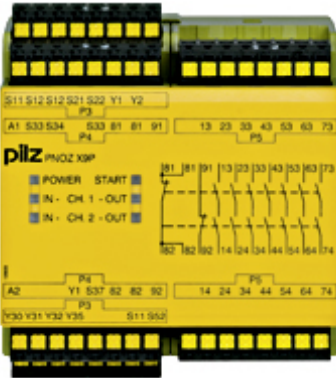 S11 S12 S12 S21 S22 Y1 Y2
P3
A1 S33 S34 S33 81 81 91
P4
13 23 33 43 53 63 73
P5
pilz PNOZ X9P
POWER START
IN - CH. 1 - OUT
IN - CH. 2 - OUT
81 81 91 13 23 33 43 53 63 73
82 82 92 14 24 34 44 54 64 74
P4
A2 Y1 S37 82 82 92
P5
14 24 34 44 54 64 74
P3
Y30 Y31 Y32 Y35 S11 S52